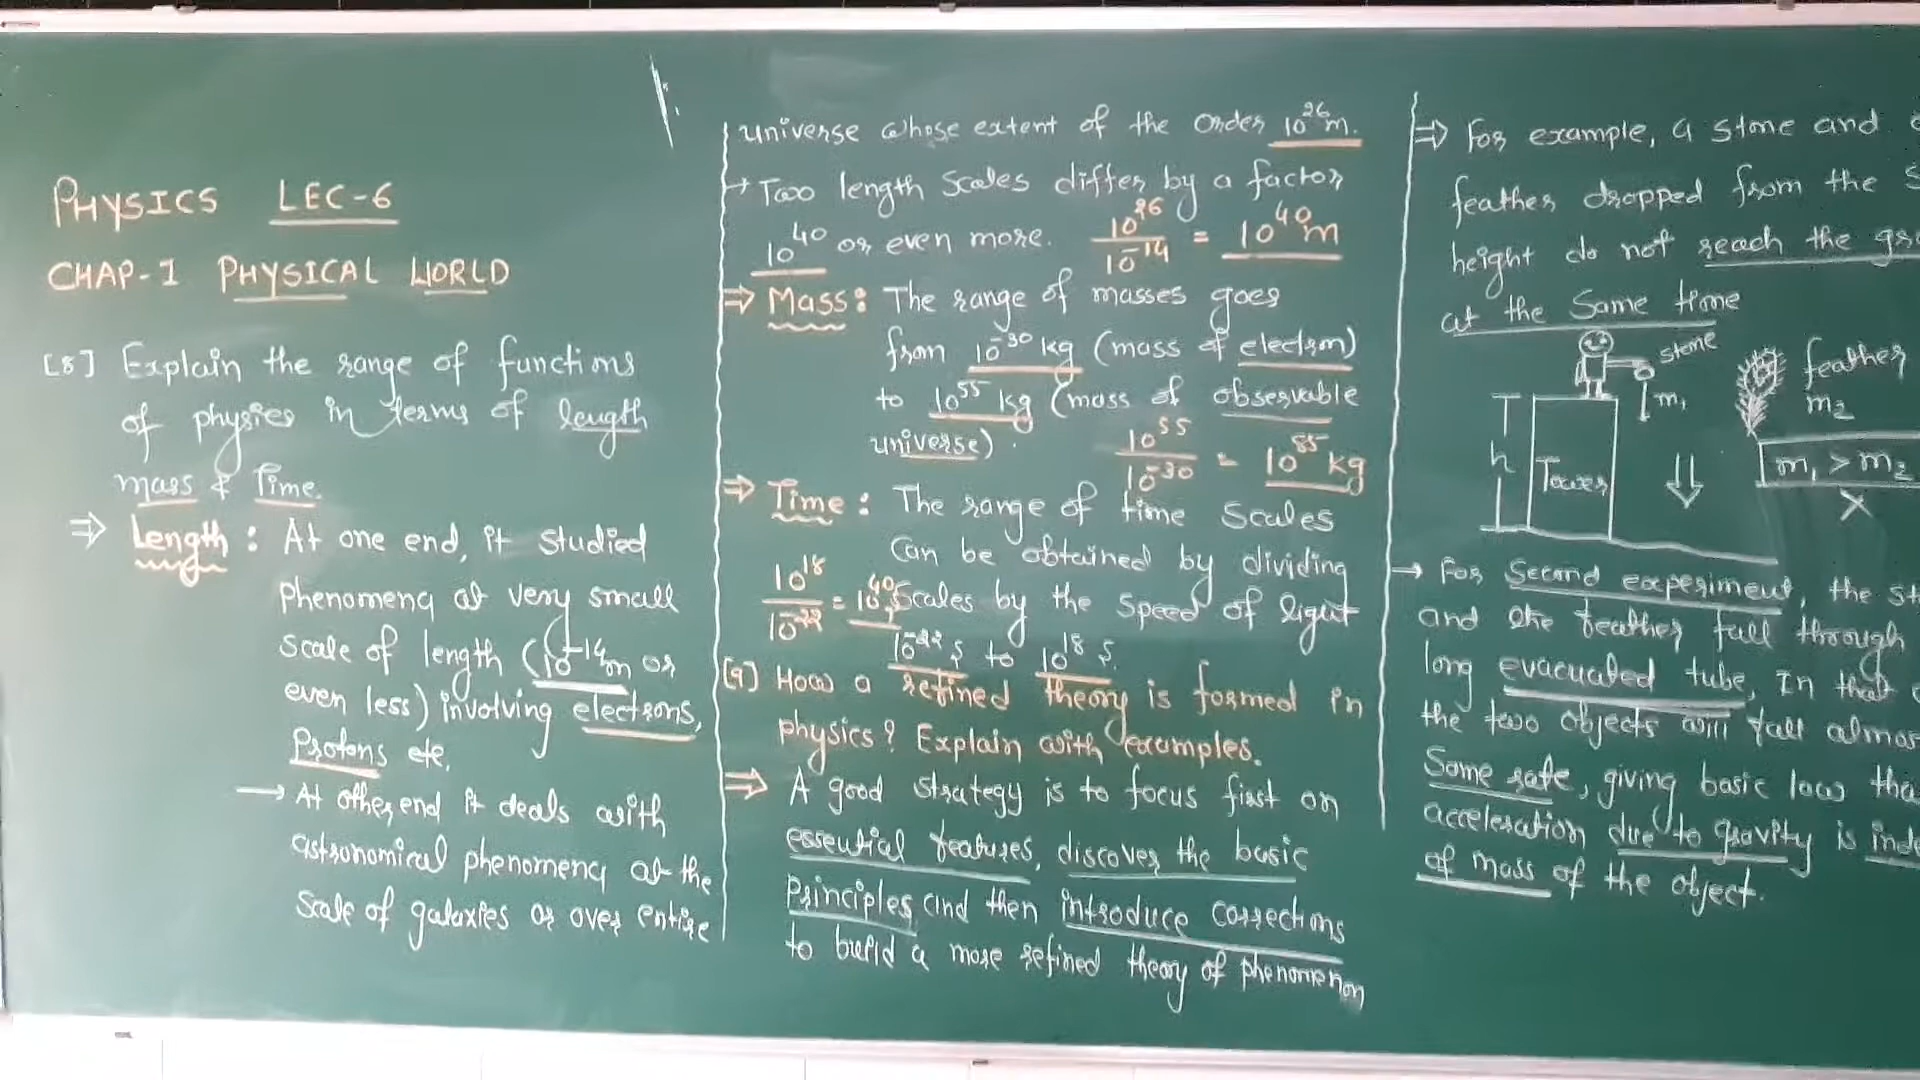 PHYSICS LEC-6
CHAP-1 PHYSICAL WORLD
[8] Explain the range of functions
of physics in terms of length
mass & Time.
⇒ Length : At one end, it studied
phenomena at very small
scale of length (10⁻¹⁴m or
even less) involving electrons,
Protons etc.
→ At other end it deals with
astronomical phenomena at the
scale of galaxies or over entire
universe whose extent of the order 10²⁶m.
→ Two length scales differ by a factor
10⁴⁰ or even more. 10²⁶/10⁻¹⁴ = 10⁴⁰m
⇒ Mass: The range of masses goes
from 10⁻³⁰ kg (mass of electron)
to 10⁵⁵ kg (mass of observable
universe). 10⁵⁵/10⁻³⁰ = 10⁸⁵ kg
⇒ Time : The range of time scales
can be obtained by dividing
10¹⁸/10⁻²² = 10⁴⁰s scales by the speed of light
10⁻²² s to 10¹⁸ s.
[9] How a refined theory is formed in
physics? Explain with examples.
⇒ A good strategy is to focus first on
essential features, discover the basic
principles and then introduce corrections
to build a more refined theory of phenomenon
⇒ For example, a stone and
feather dropped from the
height do not reach the
at the same time
stone
m₁
feather
m₂
h
Tower
m₁ > m₂
X
→ For Second experiment, the
and the feather fall through
long evacuated tube, In that
the two objects will fall
Same rate, giving basic law
acceleration due to gravity is
of mass of the object.